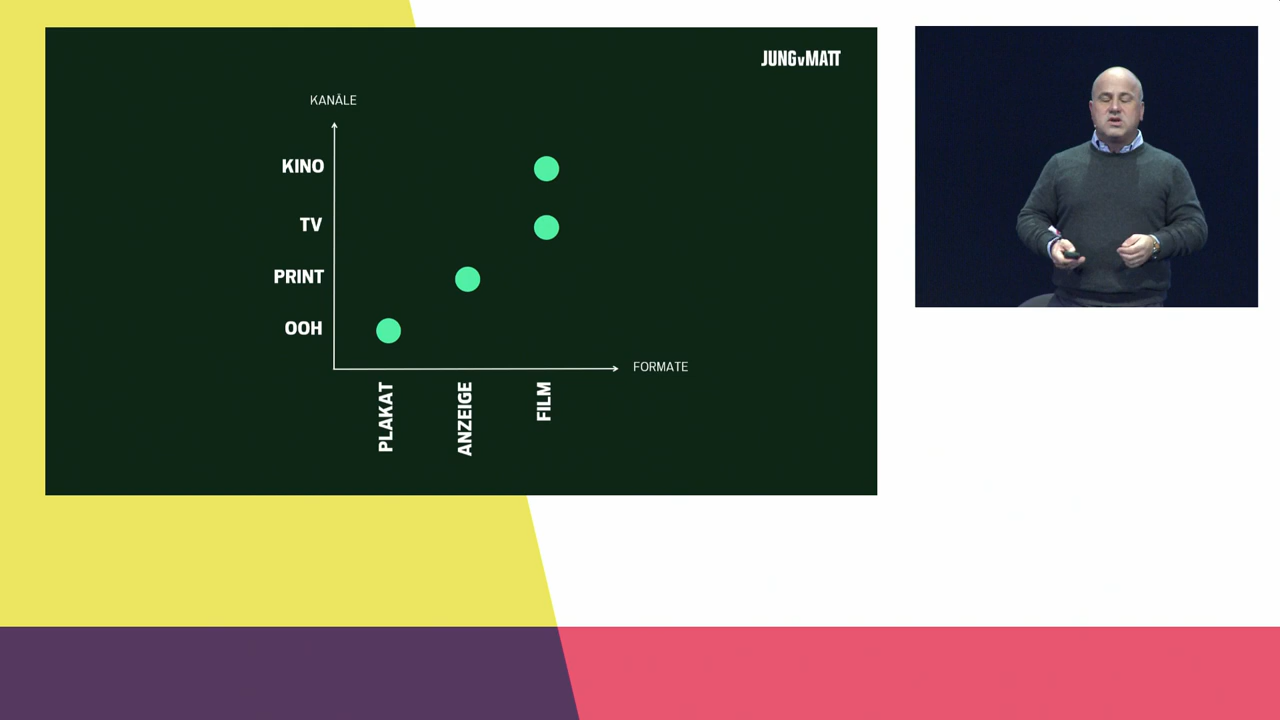 JUNGvMATT
KANÄLE
KINO
TV
PRINT
OOH
FORMATE
PLAKAT
ANZEIGE
FILM